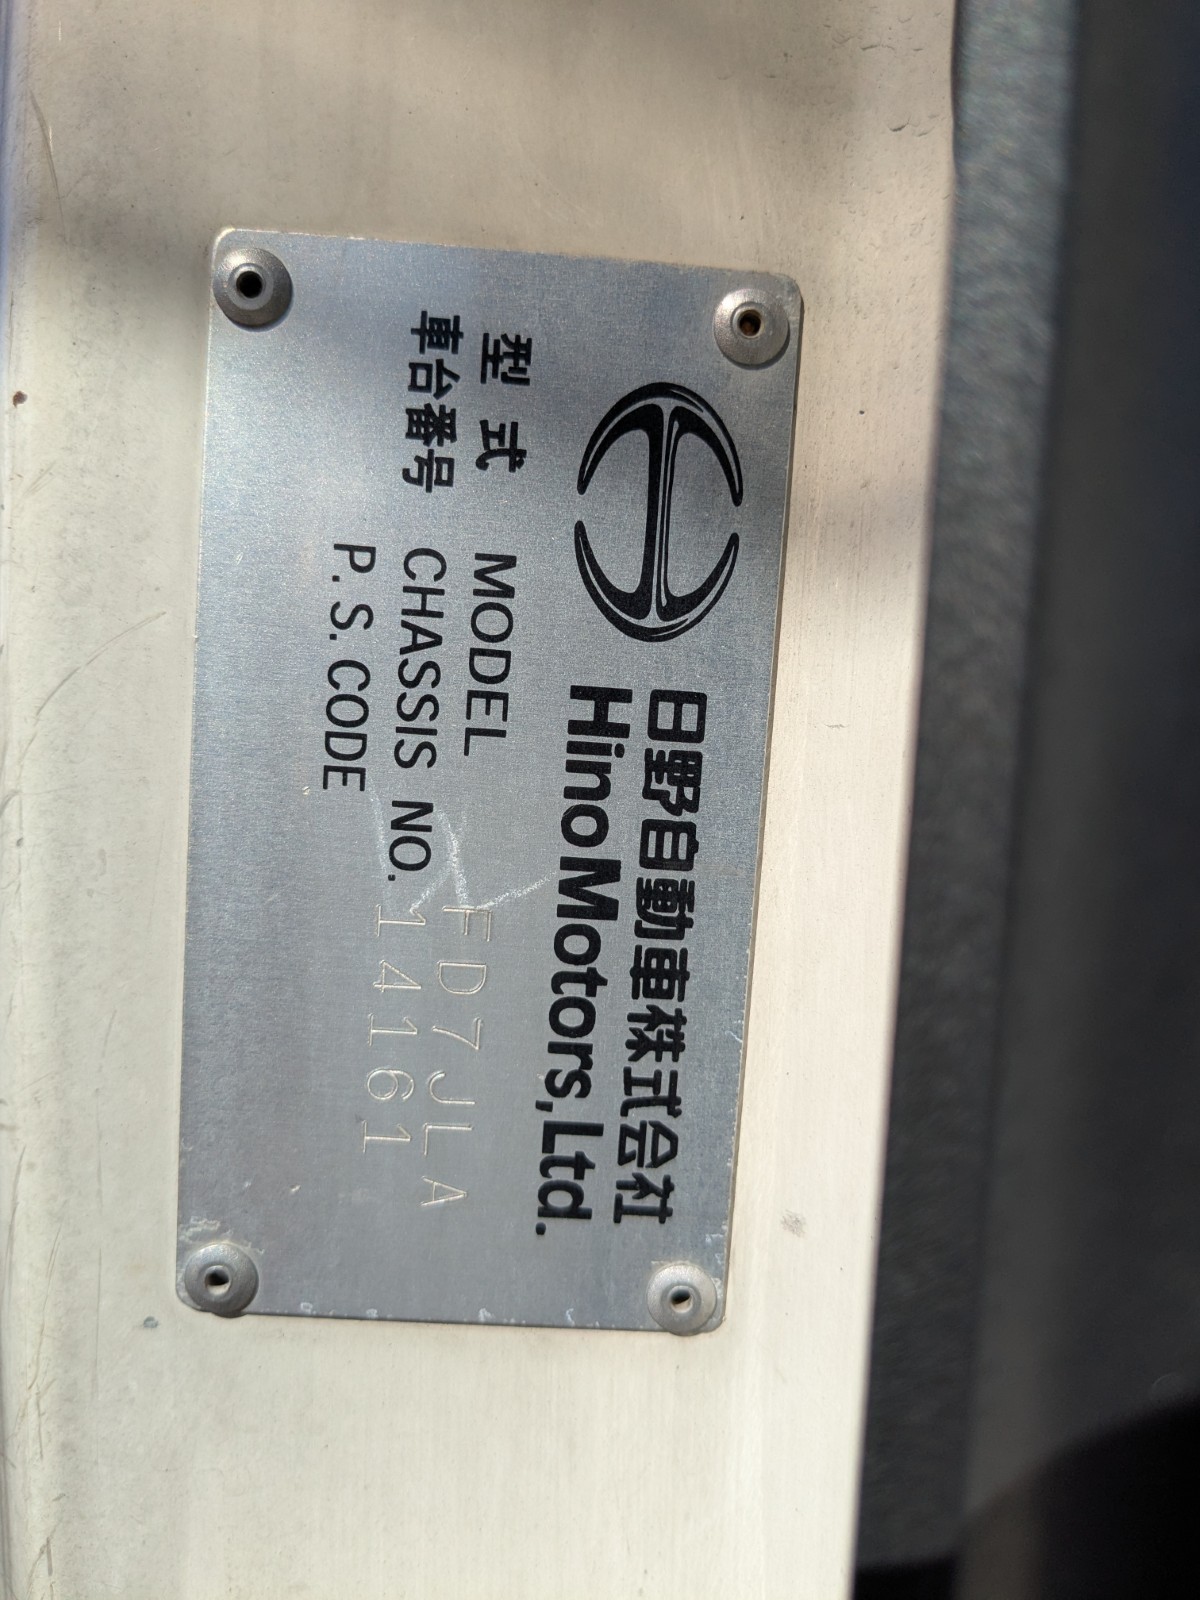 日野自動車株式会社
Hino Motors, Ltd.
型式 MODEL FD7JLA
車台番号 CHASSIS NO. 14161
P. S. CODE